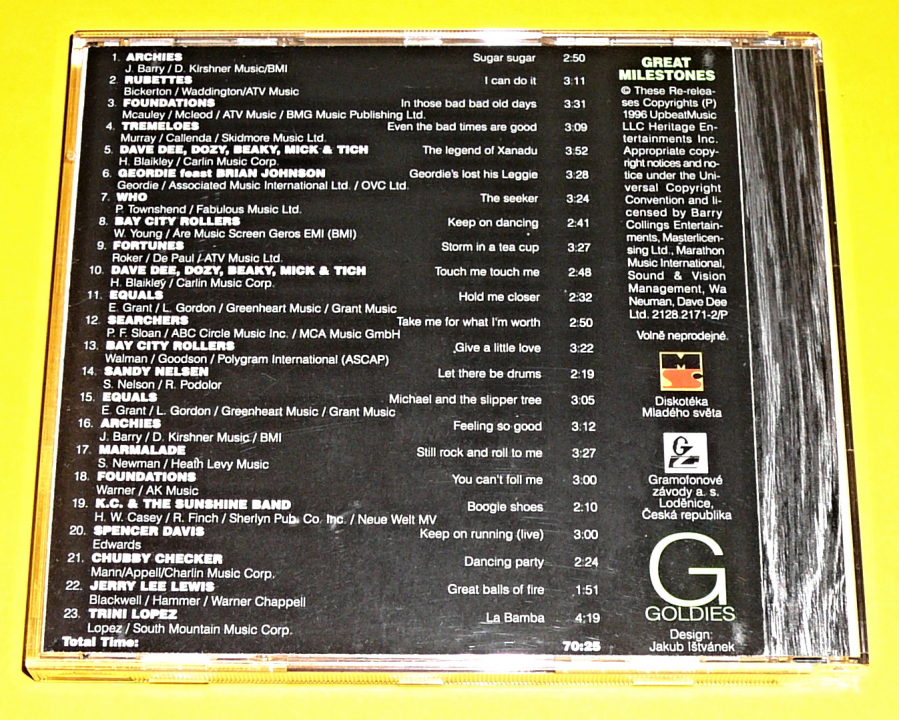 1. ARCHIES Sugar sugar 2:50
J. Barry / D. Kirshner Music/BMI
2. RUBETTES I can do it 3:11
Bickerton / Waddington/ATV Music
3. FOUNDATIONS In those bad bad old days 3:31
Mcauley / Mcleod / ATV Music / BMG Music Publishing Ltd.
4. TREMELOES Even the bad times are good 3:09
Murray / Callenda / Skidmore Music Ltd.
5. DAVE DEE, DOZY, BEAKY, MICK & TICH The legend of Xanadu 3:52
H. Blaikley / Carlin Music Corp.
6. GEORDIE feast BRIAN JOHNSON Geordie's lost his Leggie 3:28
Geordie / Associated Music International Ltd. / OVC Ltd.
7. WHO The seeker 3:24
P. Townshend / Fabulous Music Ltd.
8. BAY CITY ROLLERS Keep on dancing 2:41
W. Young / Are Music Screen Geros EMI (BMI)
9. FORTUNES Storm in a tea cup 3:27
Roker / De Paul / ATV Music Ltd.
10. DAVE DEE, DOZY, BEAKY, MICK & TICH Touch me touch me 2:48
H. Blaikley / Carlin Music Corp.
11. EQUALS Hold me closer 2:32
E. Grant / L. Gordon / Greenheart Music / Grant Music
12. SEARCHERS Take me for what I'm worth 2:50
P. F. Sloan / ABC Circle Music Inc. / MCA Music GmbH
13. BAY CITY ROLLERS Give a little love 3:22
Walman / Goodson / Polygram International (ASCAP)
14. SANDY NELSEN Let there be drums 2:19
S. Nelson / R. Podolor
15. EQUALS Michael and the slipper tree 3:05
E. Grant / L. Gordon / Greenheart Music / Grant Music
16. ARCHIES Feeling so good 3:12
J. Barry / D. Kirshner Music / BMI
17. MARMALADE Still rock and roll to me 3:27
S. Newman / Heath Levy Music
18. FOUNDATIONS You can't foll me 3:00
Warner / AK Music
19. K.C. & THE SUNSHINE BAND Boogie shoes 2:10
H. W. Casey / R. Finch / Sherlyn Pub. Co. Inc. / Neue Welt MV
20. SPENCER DAVIS Keep on running (live) 3:00
Edwards
21. CHUBBY CHECKER Dancing party 2:24
Mann/Appell/Charlin Music Corp.
22. JERRY LEE LEWIS Great balls of fire 1:51
Blackwell / Hammer / Warner Chappell
23. TRINI LOPEZ La Bamba 4:19
Lopez / South Mountain Music Corp.
Total Time: 70:25
GREAT
MILESTONES
© These Re-relea-
ses Copyrights (P)
1996 UpbeatMusic
LLC Heritage En-
tertainments Inc.
Appropriate copy-
right notices and no-
tice under the Uni-
versal Copyright
Convention and li-
censed by Barry
Collings Entertain-
ments, Masterlicen-
sing Ltd., Marathon
Music International,
Sound & Vision
Management, Wa
Neuman, Dave Dee
Ltd. 2128.2171-2/P
Volně neprodejné.
Diskotéka
Mladého světa
GZ
Gramofonové
závody a. s.
Loděnice,
Česká republika
G
GOLDIES
Design:
Jakub Ištvánek